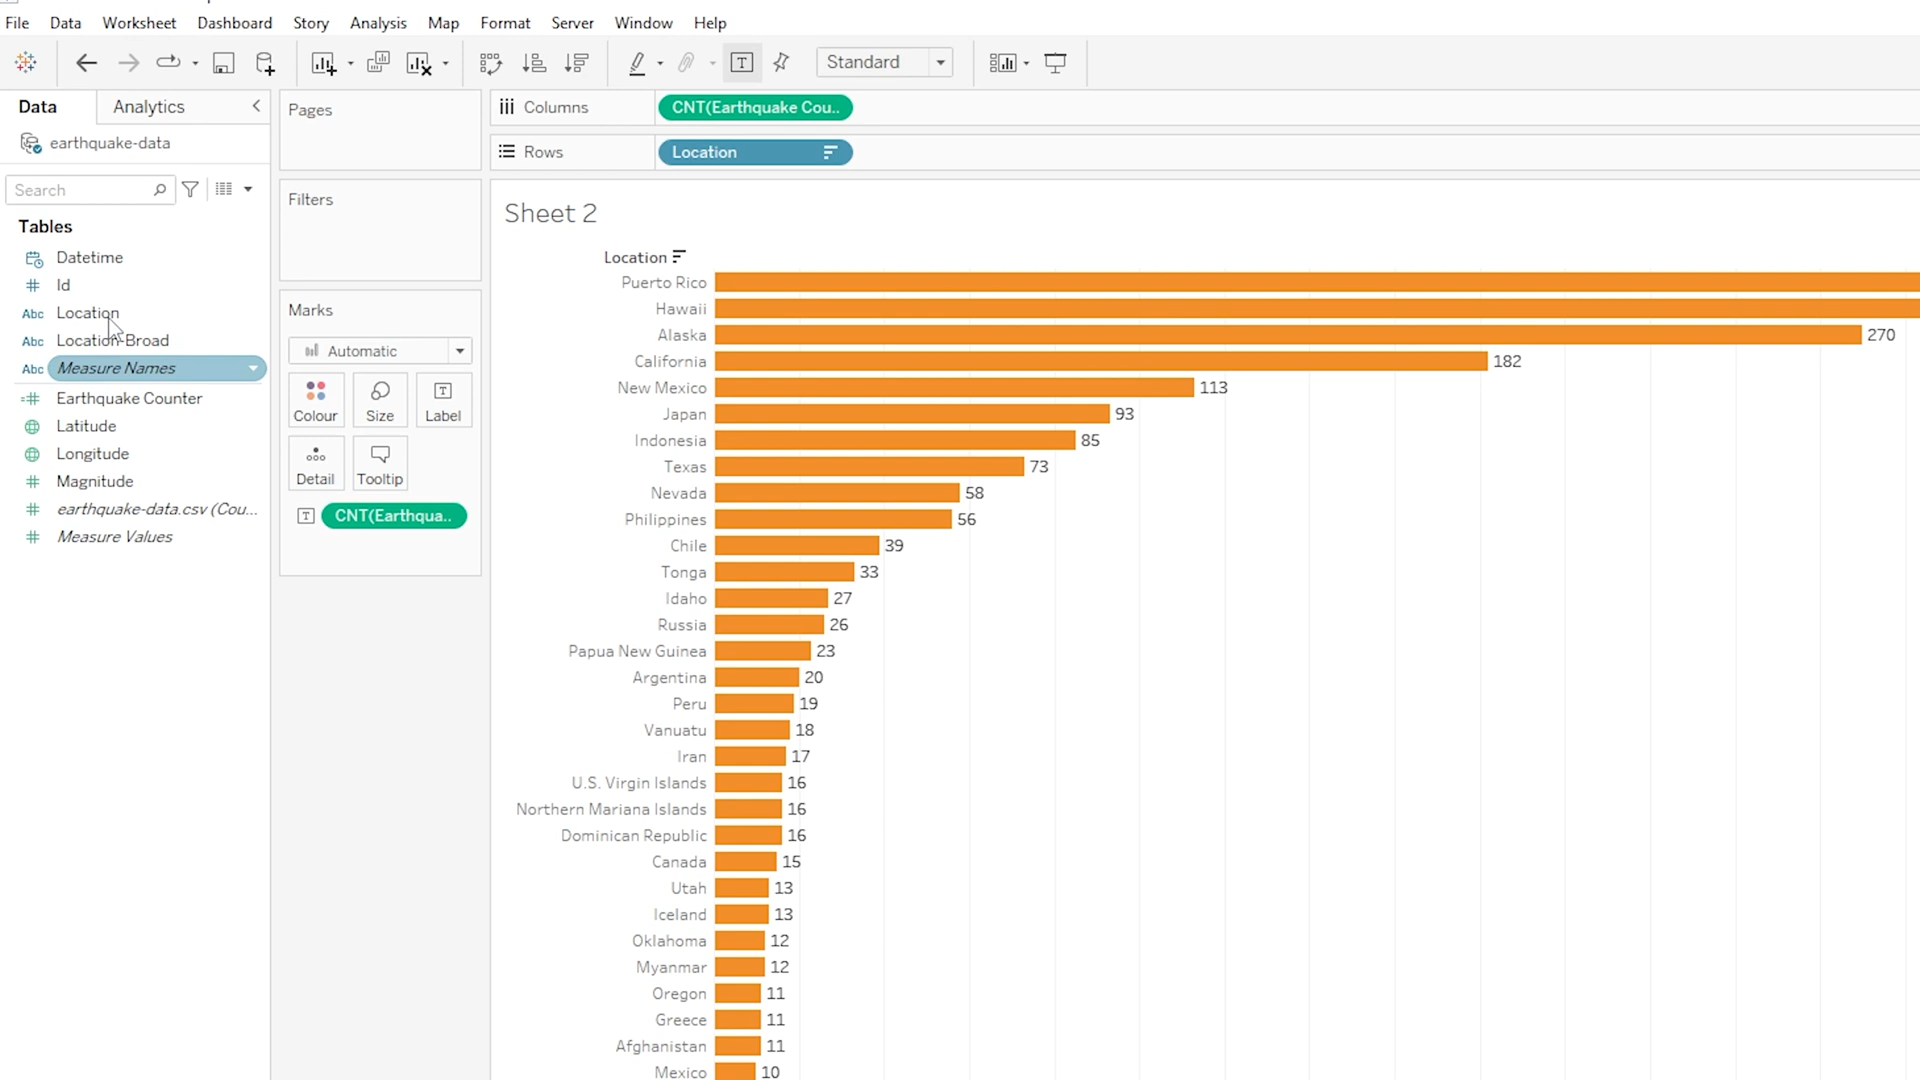 File Data Worksheet Dashboard Story Analysis Map Format Server Window Help
Standard
Data Analytics
earthquake-data
Search
Tables
Datetime
Id
Abc Location
Abc Location Broad
Abc Measure Names
Earthquake Counter
Latitude
Longitude
Magnitude
earthquake-data.csv (Cou...
Measure Values
Pages
Filters
Marks
Automatic
Colour Size Label
Detail Tooltip
CNT(Earthqua..
Columns CNT(Earthquake Cou..
Rows Location
Sheet 2
Location
Puerto Rico
Hawaii
Alaska 270
California 182
New Mexico 113
Japan 93
Indonesia 85
Texas 73
Nevada 58
Philippines 56
Chile 39
Tonga 33
Idaho 27
Russia 26
Papua New Guinea 23
Argentina 20
Peru 19
Vanuatu 18
Iran 17
U.S. Virgin Islands 16
Northern Mariana Islands 16
Dominican Republic 16
Canada 15
Utah 13
Iceland 13
Oklahoma 12
Myanmar 12
Oregon 11
Greece 11
Afghanistan 11
Mexico 10